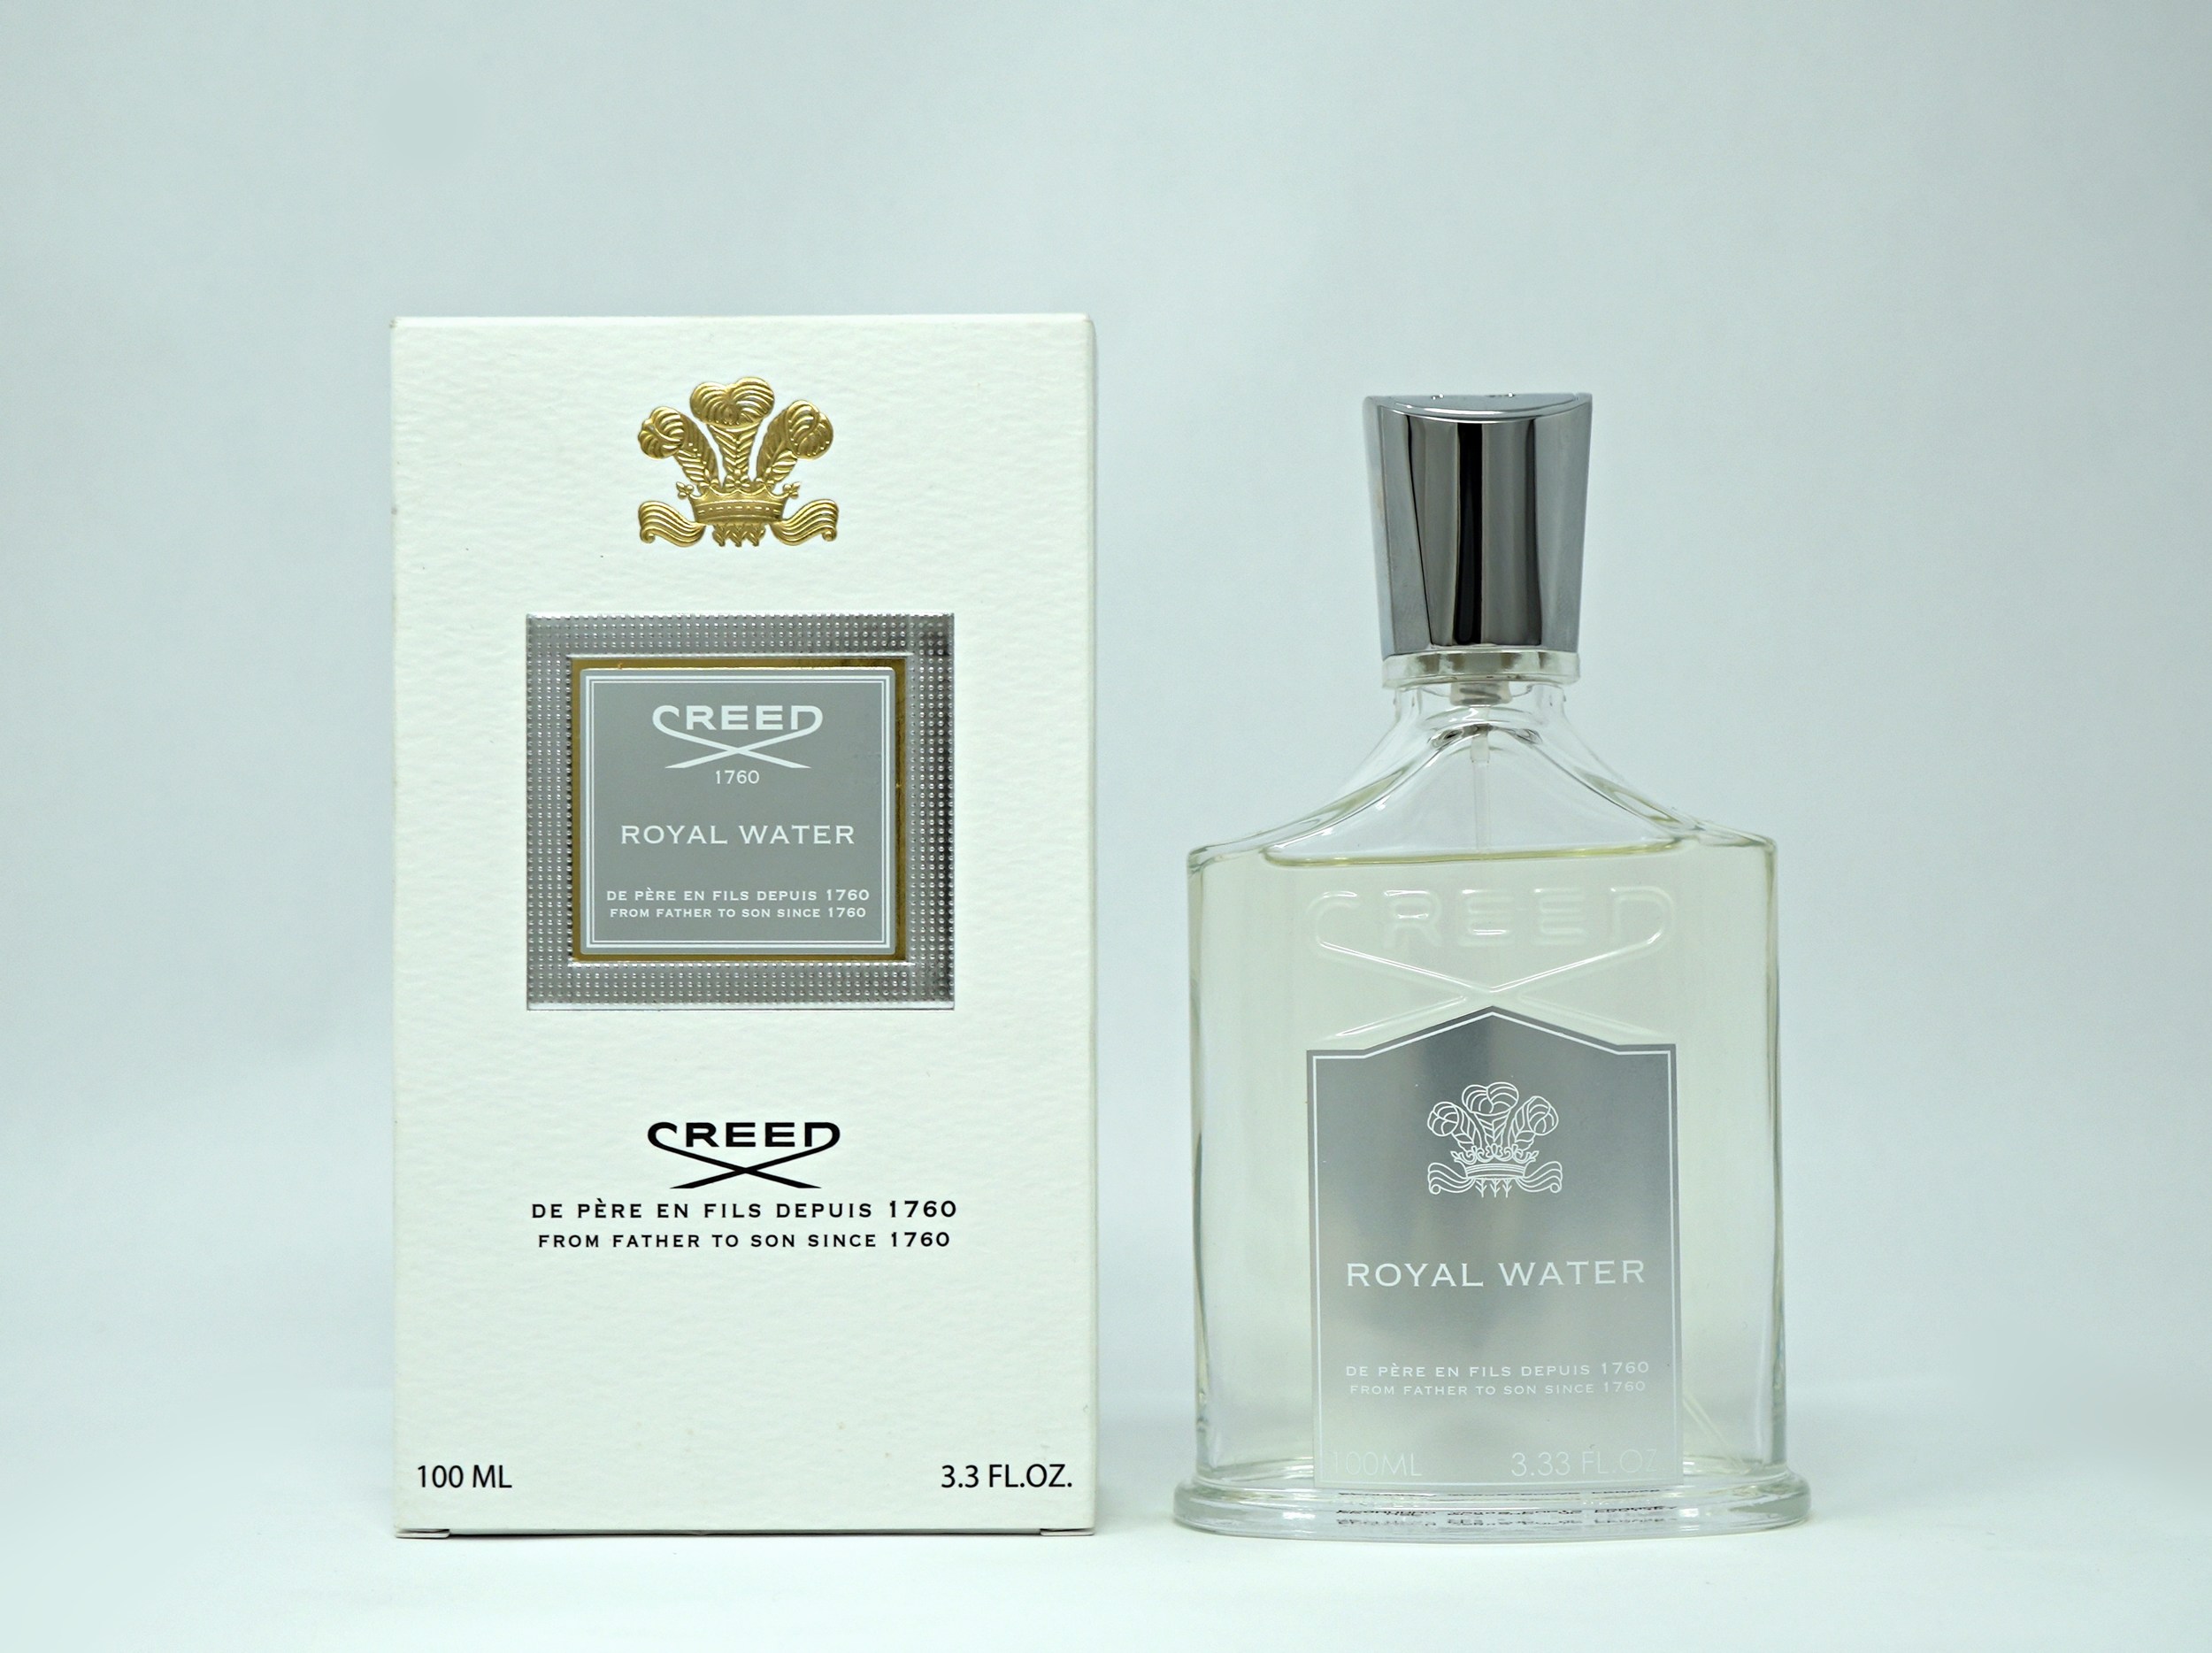 CREED
1760
ROYAL WATER
DE PÈRE EN FILS DEPUIS 1760
FROM FATHER TO SON SINCE 1760
CREED
DE PÈRE EN FILS DEPUIS 1760
FROM FATHER TO SON SINCE 1760
100 ML 3.3 FL.OZ.
CREED
ROYAL WATER
DE PÈRE EN FILS DEPUIS 1760
FROM FATHER TO SON SINCE 1760
100ML 3.33 FL.OZ